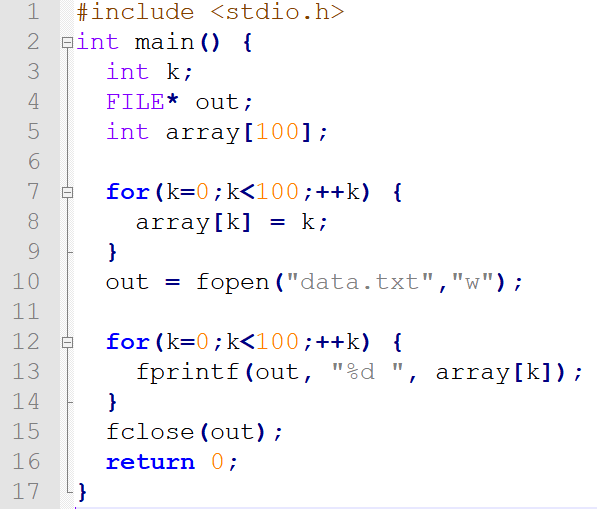 1 #include <stdio.h>
2 int main() {
3   int k;
4   FILE* out;
5   int array[100];
6
7   for(k=0;k<100;++k) {
8     array[k] = k;
9   }
10   out = fopen("data.txt","w");
11
12   for(k=0;k<100;++k) {
13     fprintf(out, "%d ", array[k]);
14   }
15   fclose(out);
16   return 0;
17 }